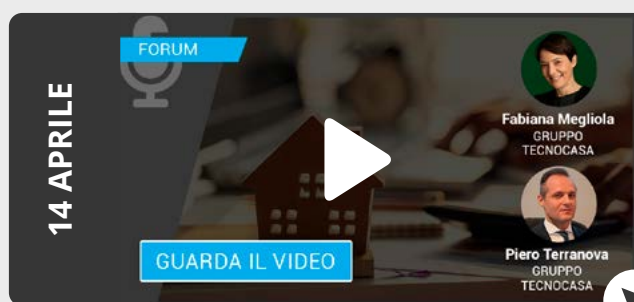 14 APRILE
FORUM
Fabiana Megliola
GRUPPO
TECNOCASA
Piero Terranova
GRUPPO
TECNOCASA
GUARDA IL VIDEO